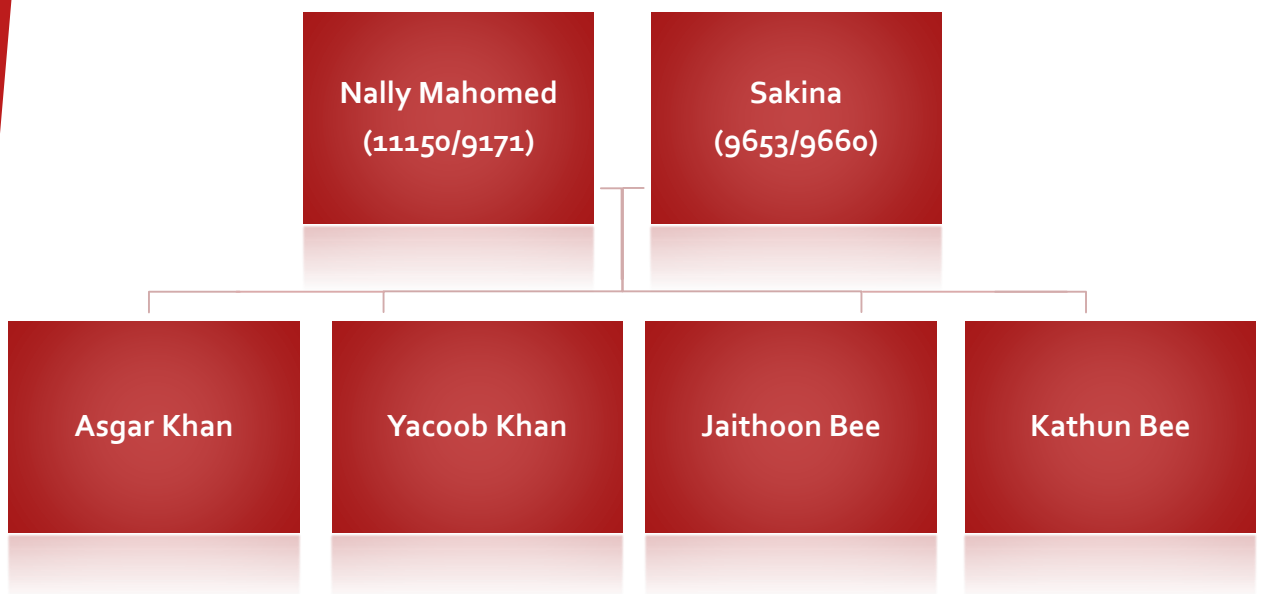 Nally Mahomed
(11150/9171)
Sakina
(9653/9660)
Asgar Khan
Yacoob Khan
Jaithoon Bee
Kathun Bee